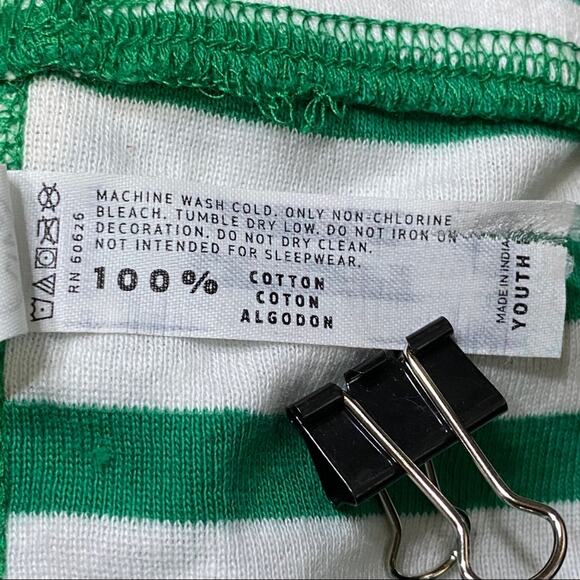 MACHINE WASH COLD. ONLY NON-CHLORINE
BLEACH. TUMBLE DRY LOW. DO NOT IRON ON
DECORATION. DO NOT DRY CLEAN.
NOT INTENDED FOR SLEEPWEAR.
100% COTTON
COTON
ALGODON
RN 60626
MADE IN INDIA
YOUTH